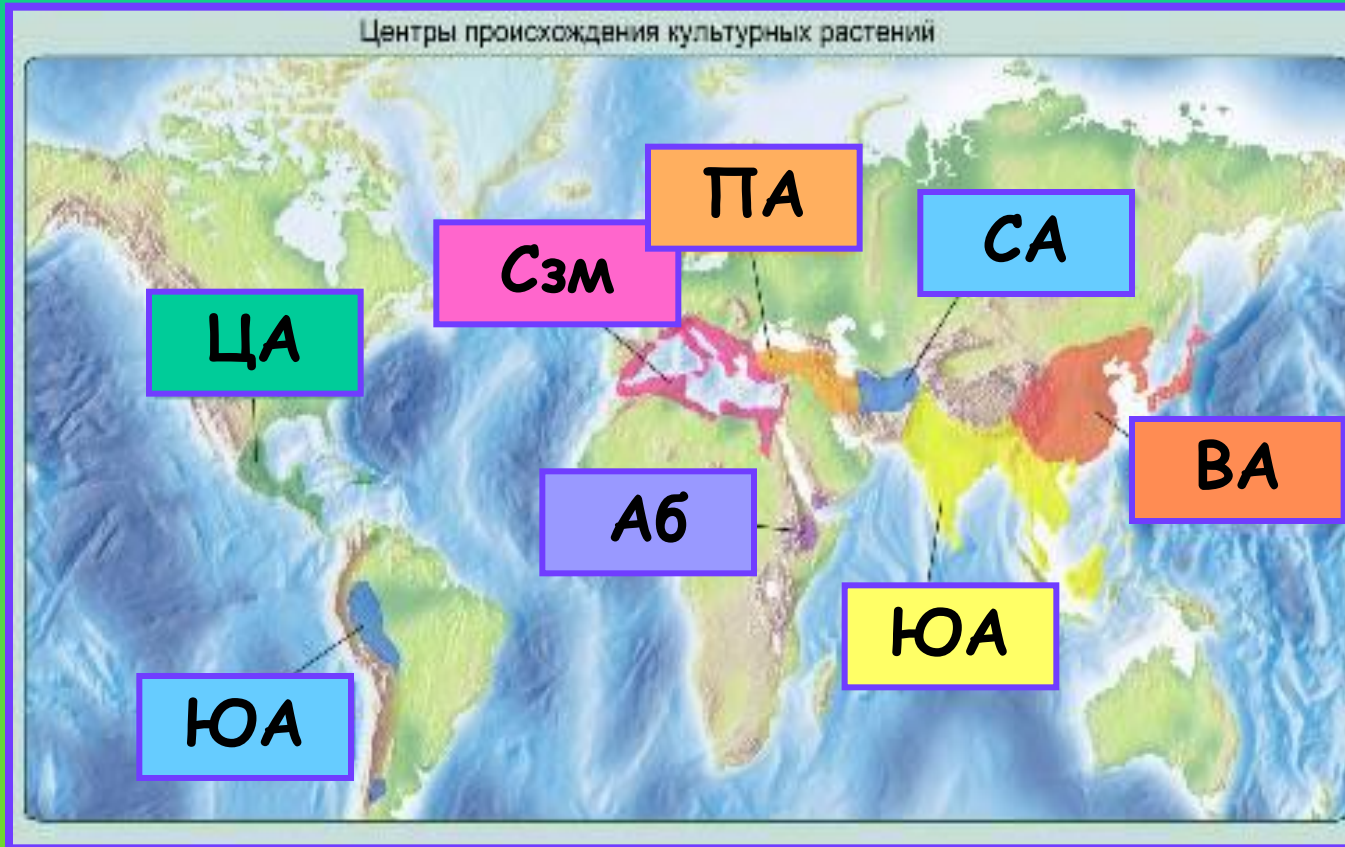 Центры происхождения культурных растений
ПА
СА
Сзм
ЦА
ВА
Аб
ЮА
ЮА